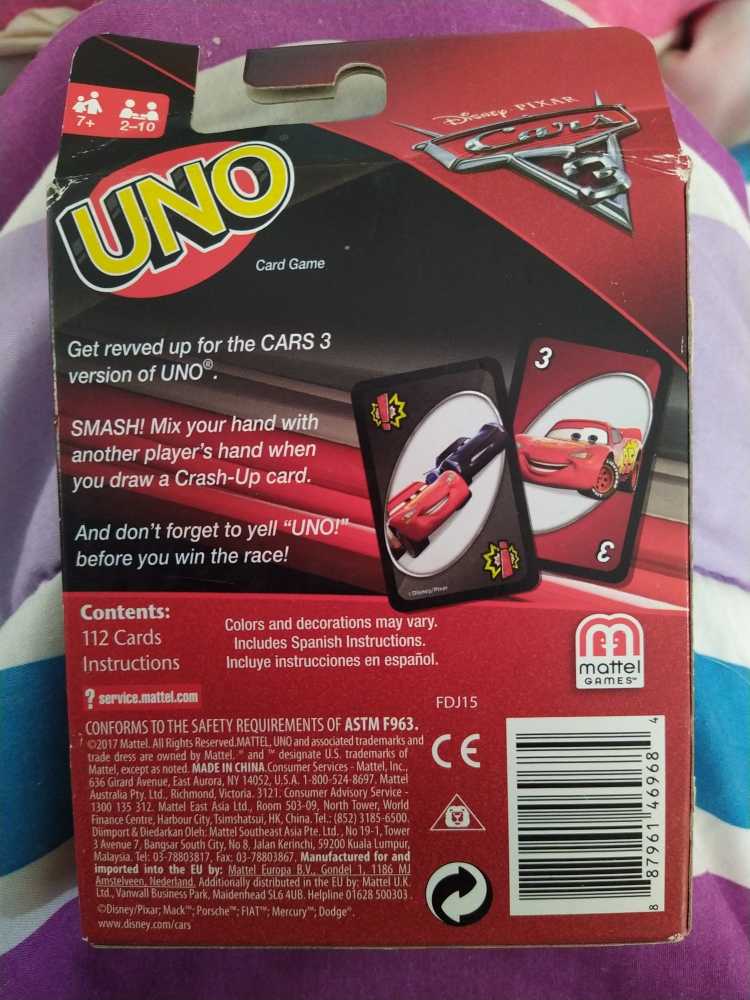 7+
2–10
Disney·PIXAR
Cars
3
UNO
Card Game
Get revved up for the CARS 3
version of UNO®.
SMASH! Mix your hand with
another player's hand when
you draw a Crash-Up card.
And don't forget to yell “UNO!”
before you win the race!
3
3
!
!
©Disney/Pixar
Contents:
112 Cards
Instructions
Colors and decorations may vary.
Includes Spanish Instructions.
Incluye instrucciones en español.
mattel
GAMES™
? service.mattel.com
FDJ15
CONFORMS TO THE SAFETY REQUIREMENTS OF ASTM F963.
©2017 Mattel. All Rights Reserved.MATTEL, UNO and associated trademarks and
trade dress are owned by Mattel. ® and ™ designate U.S. trademarks of
Mattel, except as noted. MADE IN CHINA.Consumer Services - Mattel, Inc.,
636 Girard Avenue, East Aurora, NY 14052, U.S.A. 1-800-524-8697. Mattel
Australia Pty. Ltd., Richmond, Victoria. 3121. Consumer Advisory Service -
1300 135 312. Mattel East Asia Ltd., Room 503-09, North Tower, World
Finance Centre, Harbour City, Tsimshatsui, HK, China. Tel.: (852) 3185-6500.
Diimport & Diedarkan Oleh: Mattel Southeast Asia Pte. Ltd., No 19-1, Tower
3 Avenue 7, Bangsar South City, No 8, Jalan Kerinchi, 59200 Kuala Lumpur,
Malaysia. Tel: 03-78803817, Fax: 03-78803867. Manufactured for and
imported into the EU by: Mattel Europa B.V., Gondel 1, 1186 MJ
Amstelveen, Nederland. Additionally distributed in the EU by: Mattel U.K.
Ltd., Vanwall Business Park, Maidenhead SL6 4UB. Helpline 01628 500303.
©Disney/Pixar; Mack™; Porsche™; FIAT™; Mercury™; Dodge®.
www.disney.com/cars
CE
8 87961 46968 4